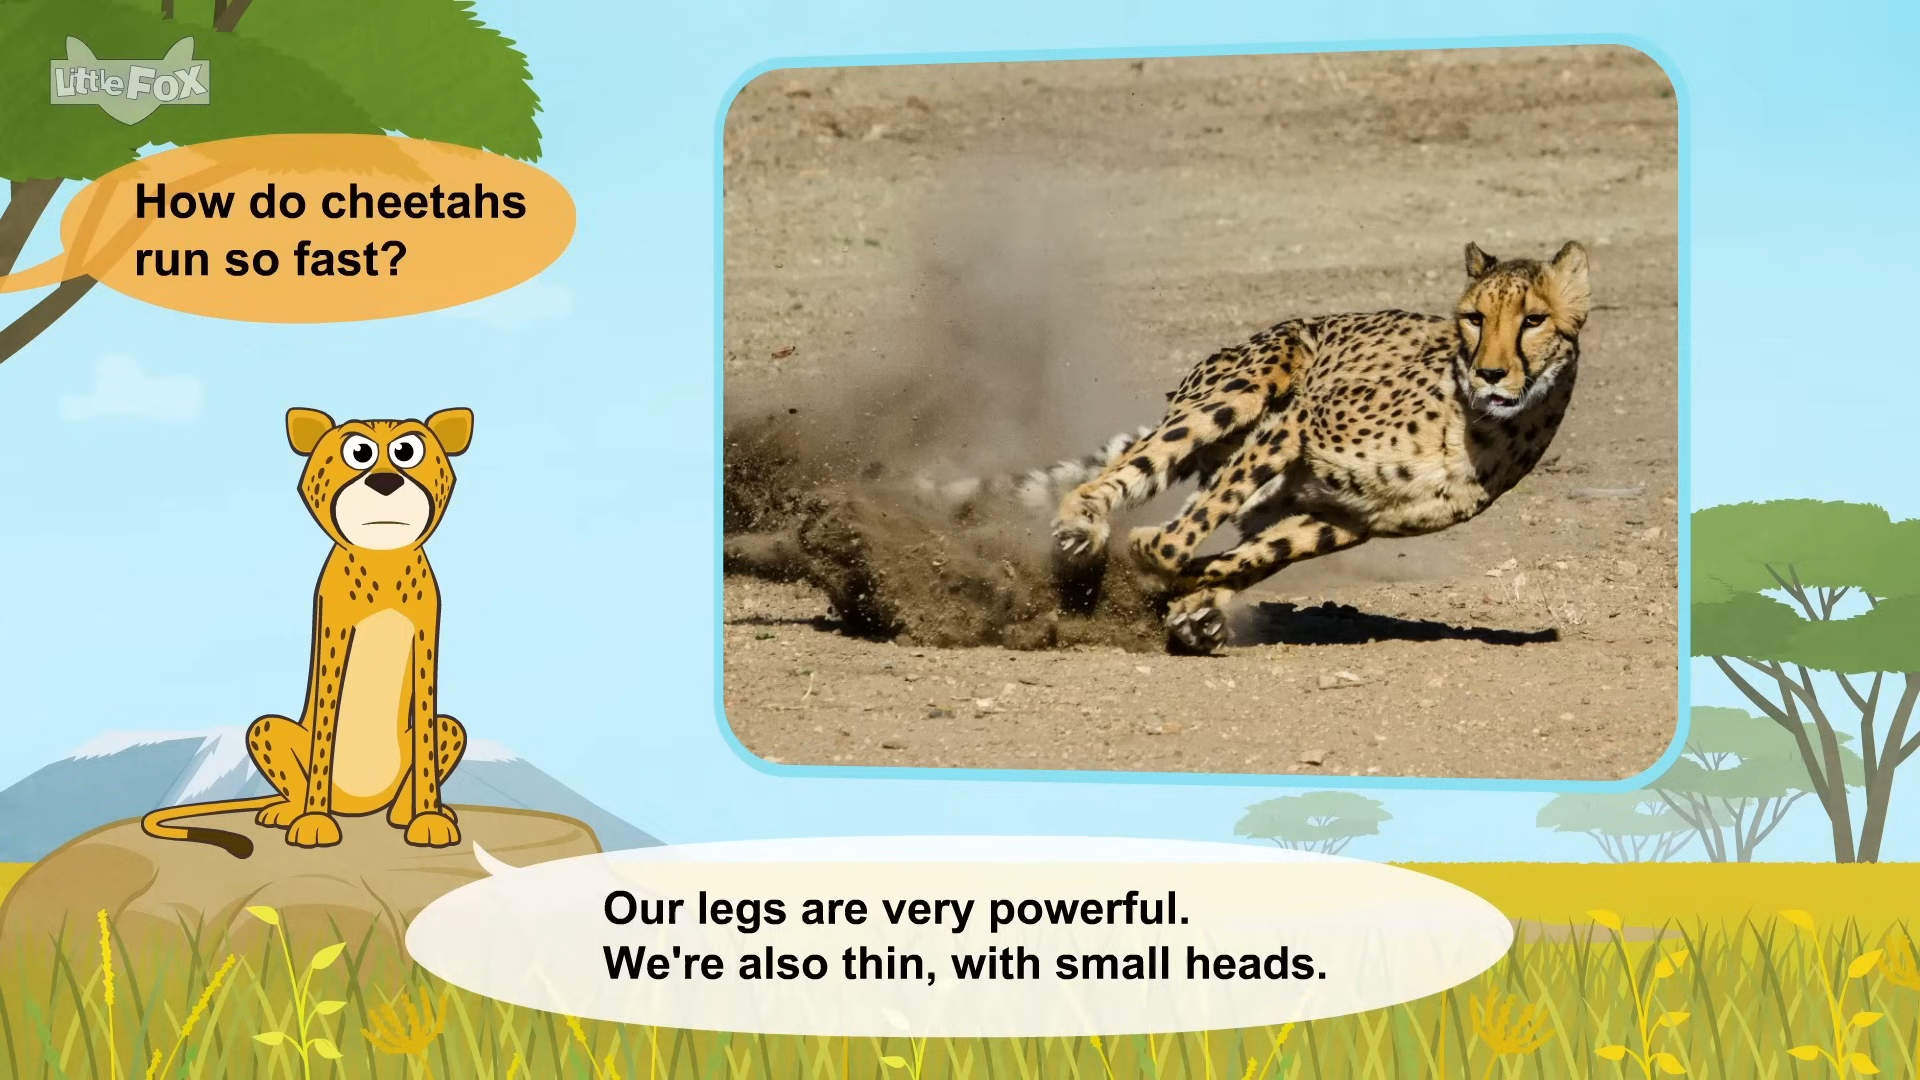 Little Fox
How do cheetahs
run so fast?
Our legs are very powerful.
We're also thin, with small heads.